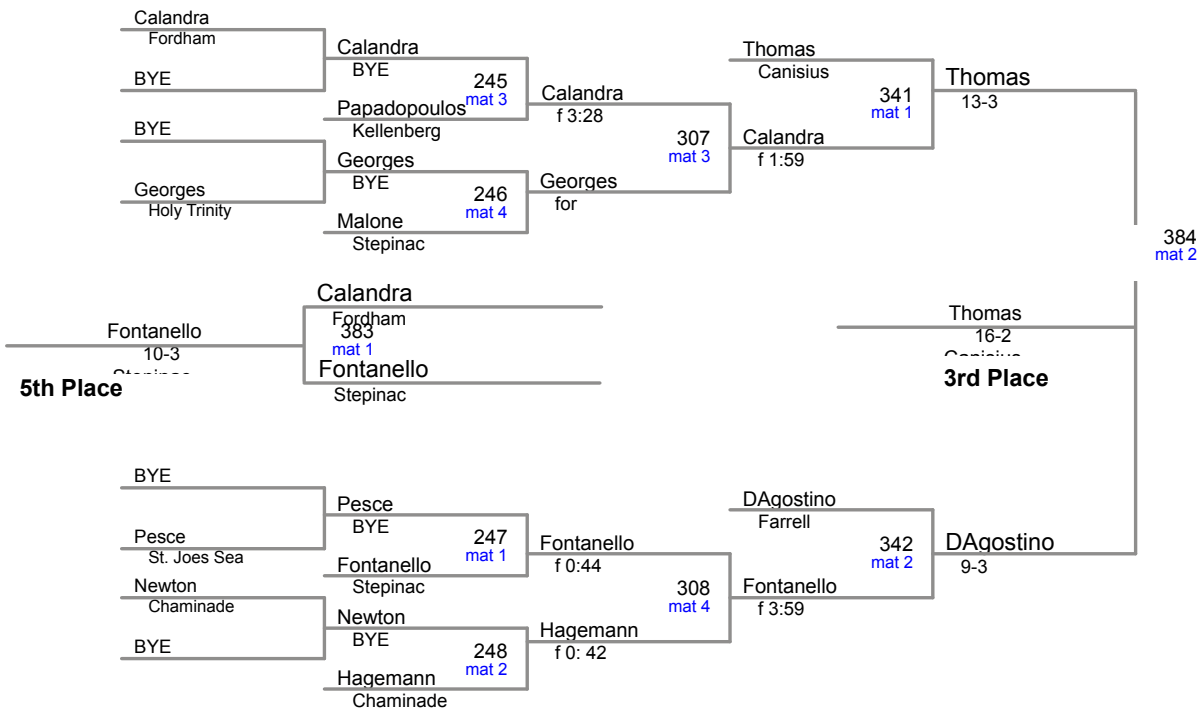 Calandra
Fordham
BYE
Calandra
BYE
245
mat 3
Papadopoulos
Kellenberg
Calandra
f 3:28
BYE
Georges
Holy Trinity
Georges
BYE
246
mat 4
Malone
Stepinac
Georges
for
307
mat 3
Thomas
Canisius
341
mat 1
Calandra
f 1:59
Thomas
13-3
384
mat 2
Calandra
Fordham
383
mat 1
Fontanello
Stepinac
Fontanello
10-3
5th Place
Thomas
16-2
3rd Place
BYE
Pesce
St. Joes Sea
Pesce
BYE
247
mat 1
Fontanello
Stepinac
Fontanello
f 0:44
Newton
Chaminade
BYE
Newton
BYE
248
mat 2
Hagemann
Chaminade
Hagemann
f 0: 42
308
mat 4
DAgostino
Farrell
342
mat 2
Fontanello
f 3:59
DAgostino
9-3